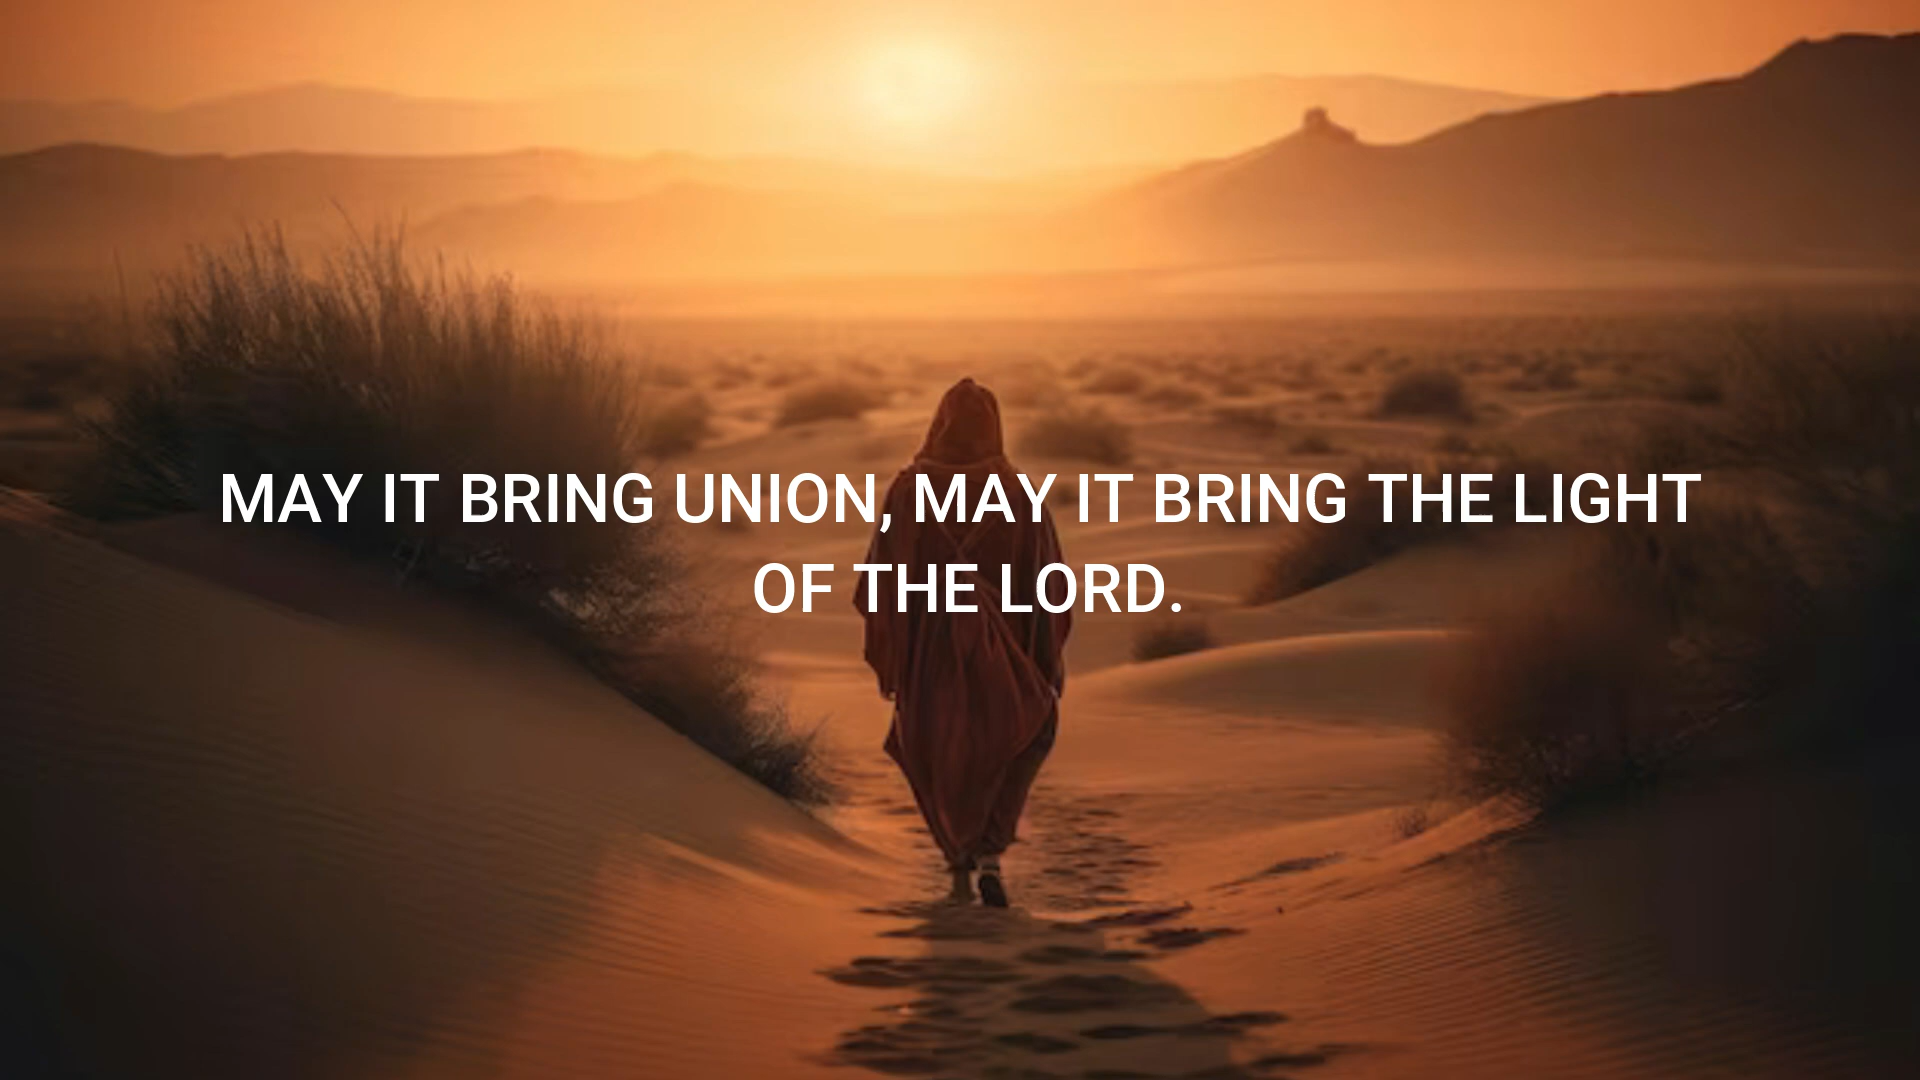 MAY IT BRING UNION, MAY IT BRING THE LIGHT
OF THE LORD.